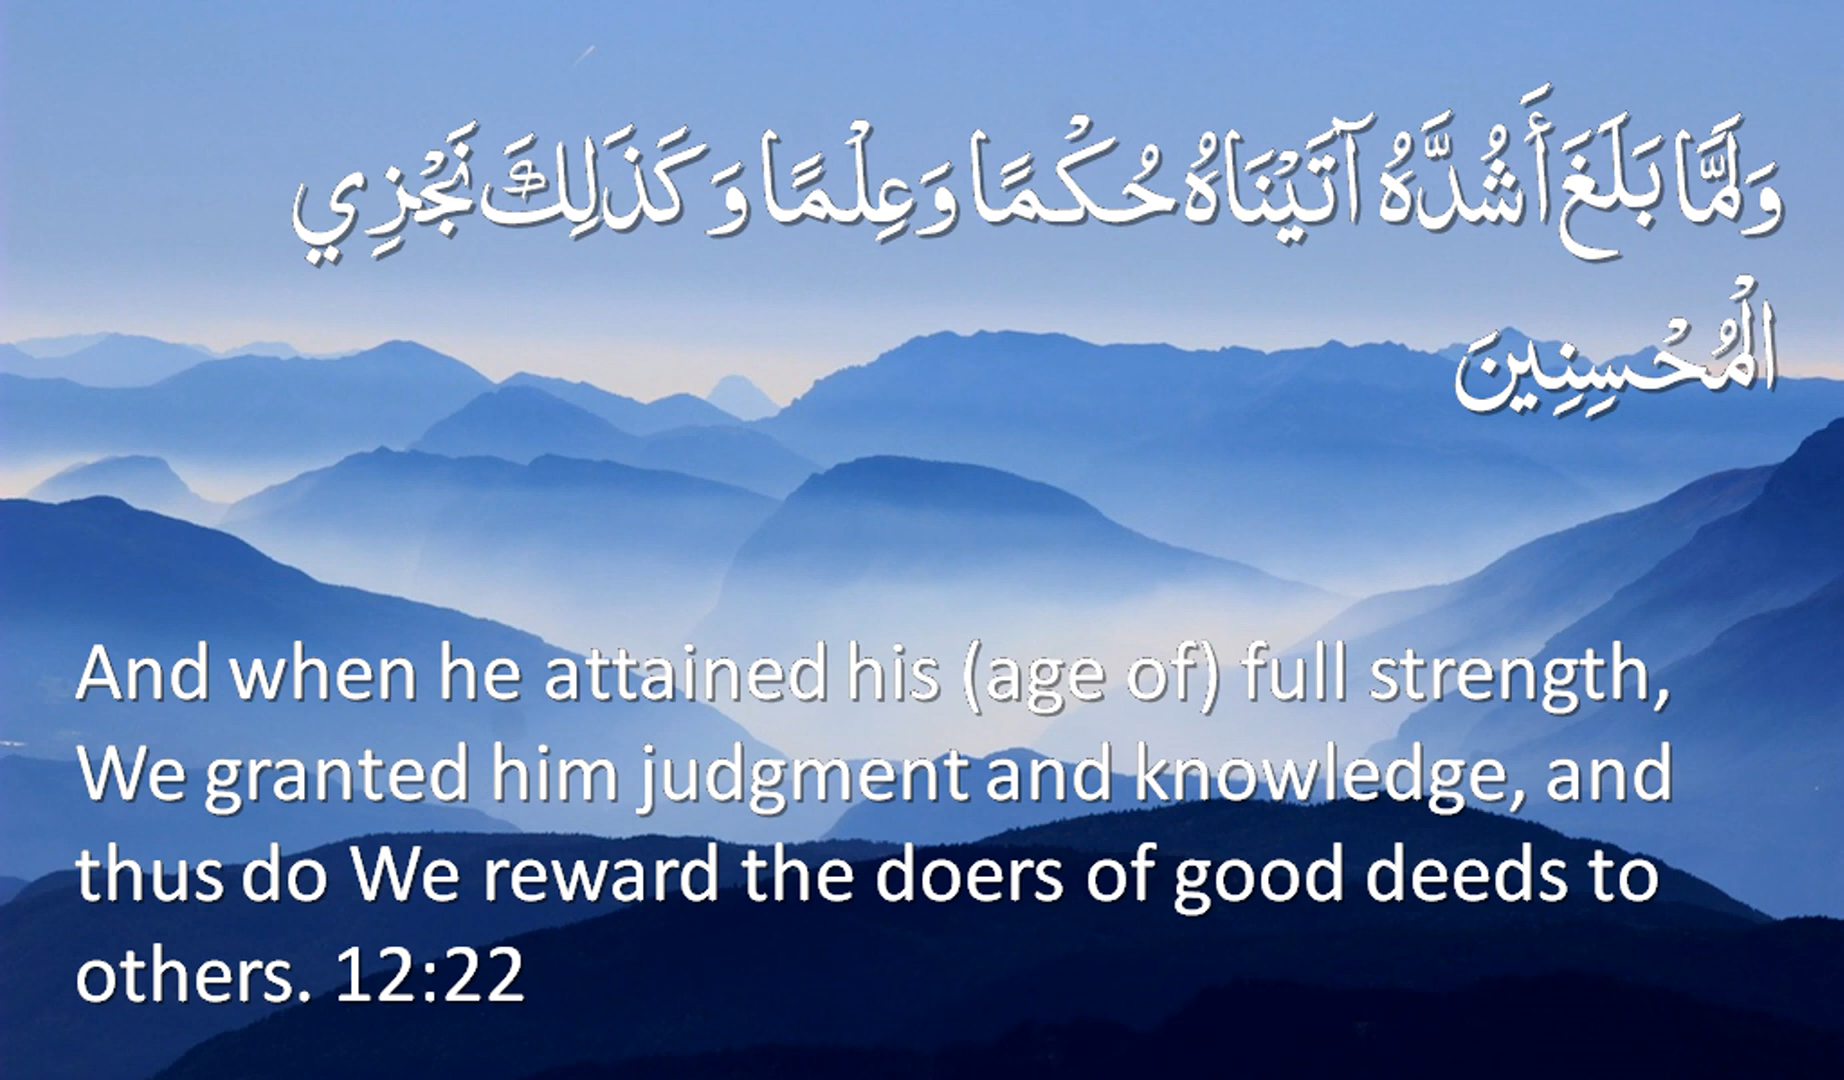 وَلَمَّا بَلَغَ أَشُدَّهُ آتَيْنَاهُ حُكْمًا وَعِلْمًا وَكَذَلِكَ نَجْزِي
الْمُحْسِنِينَ
And when he attained his (age of) full strength,
We granted him judgment and knowledge, and
thus do We reward the doers of good deeds to
others. 12:22